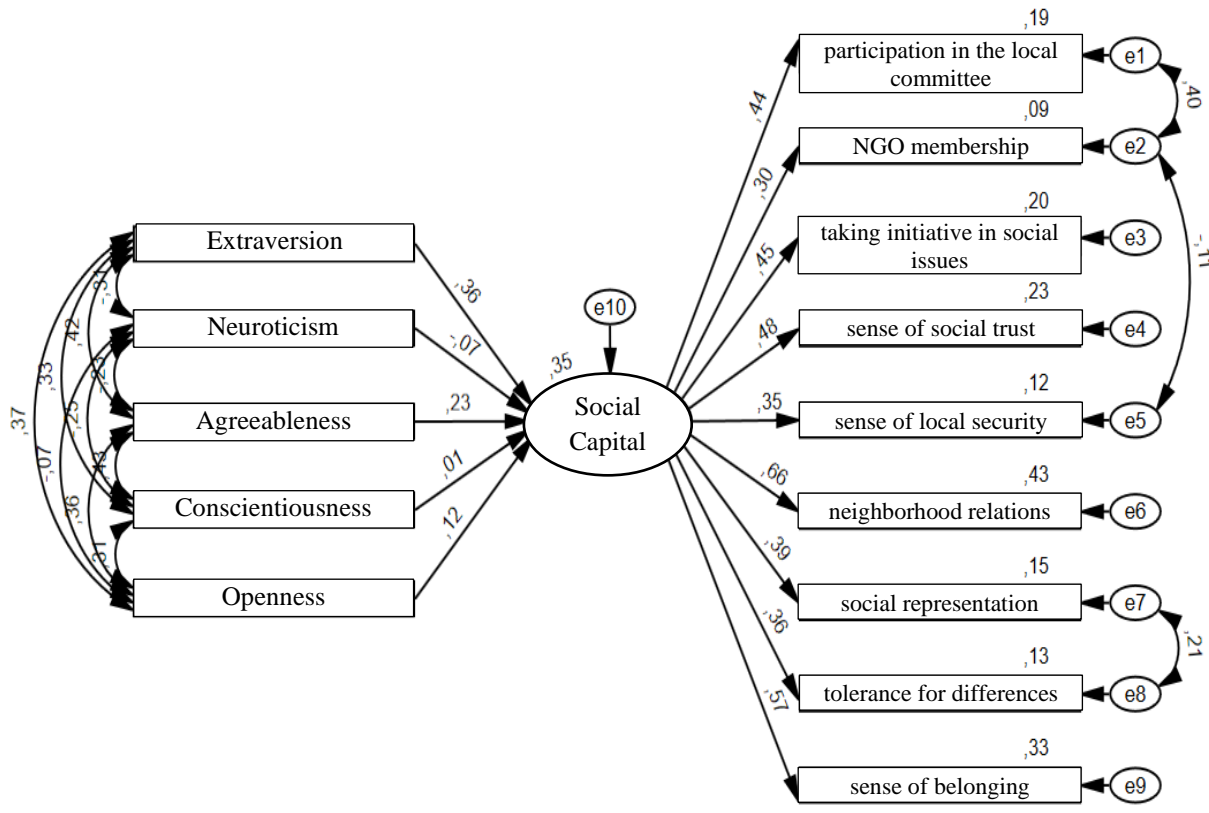 ,19
participation in the local
committee
e1
,40
,44
,09
NGO membership
e2
,30
,20
taking initiative in social
issues
e3
-,11
,45
Extraversion
,36
-,31
Neuroticism
-,07
e10
,35
Social
Capital
,23
sense of social trust
e4
,48
,42
-,23
,33
-,25
,37
-,07
Agreeableness
,23
,12
sense of local security
e5
,35
,43
Conscientiousness
,01
,36
,31
Openness
,12
,43
neighborhood relations
e6
,66
,15
social representation
e7
,39
,21
,13
tolerance for differences
e8
,36
,33
sense of belonging
e9
,57